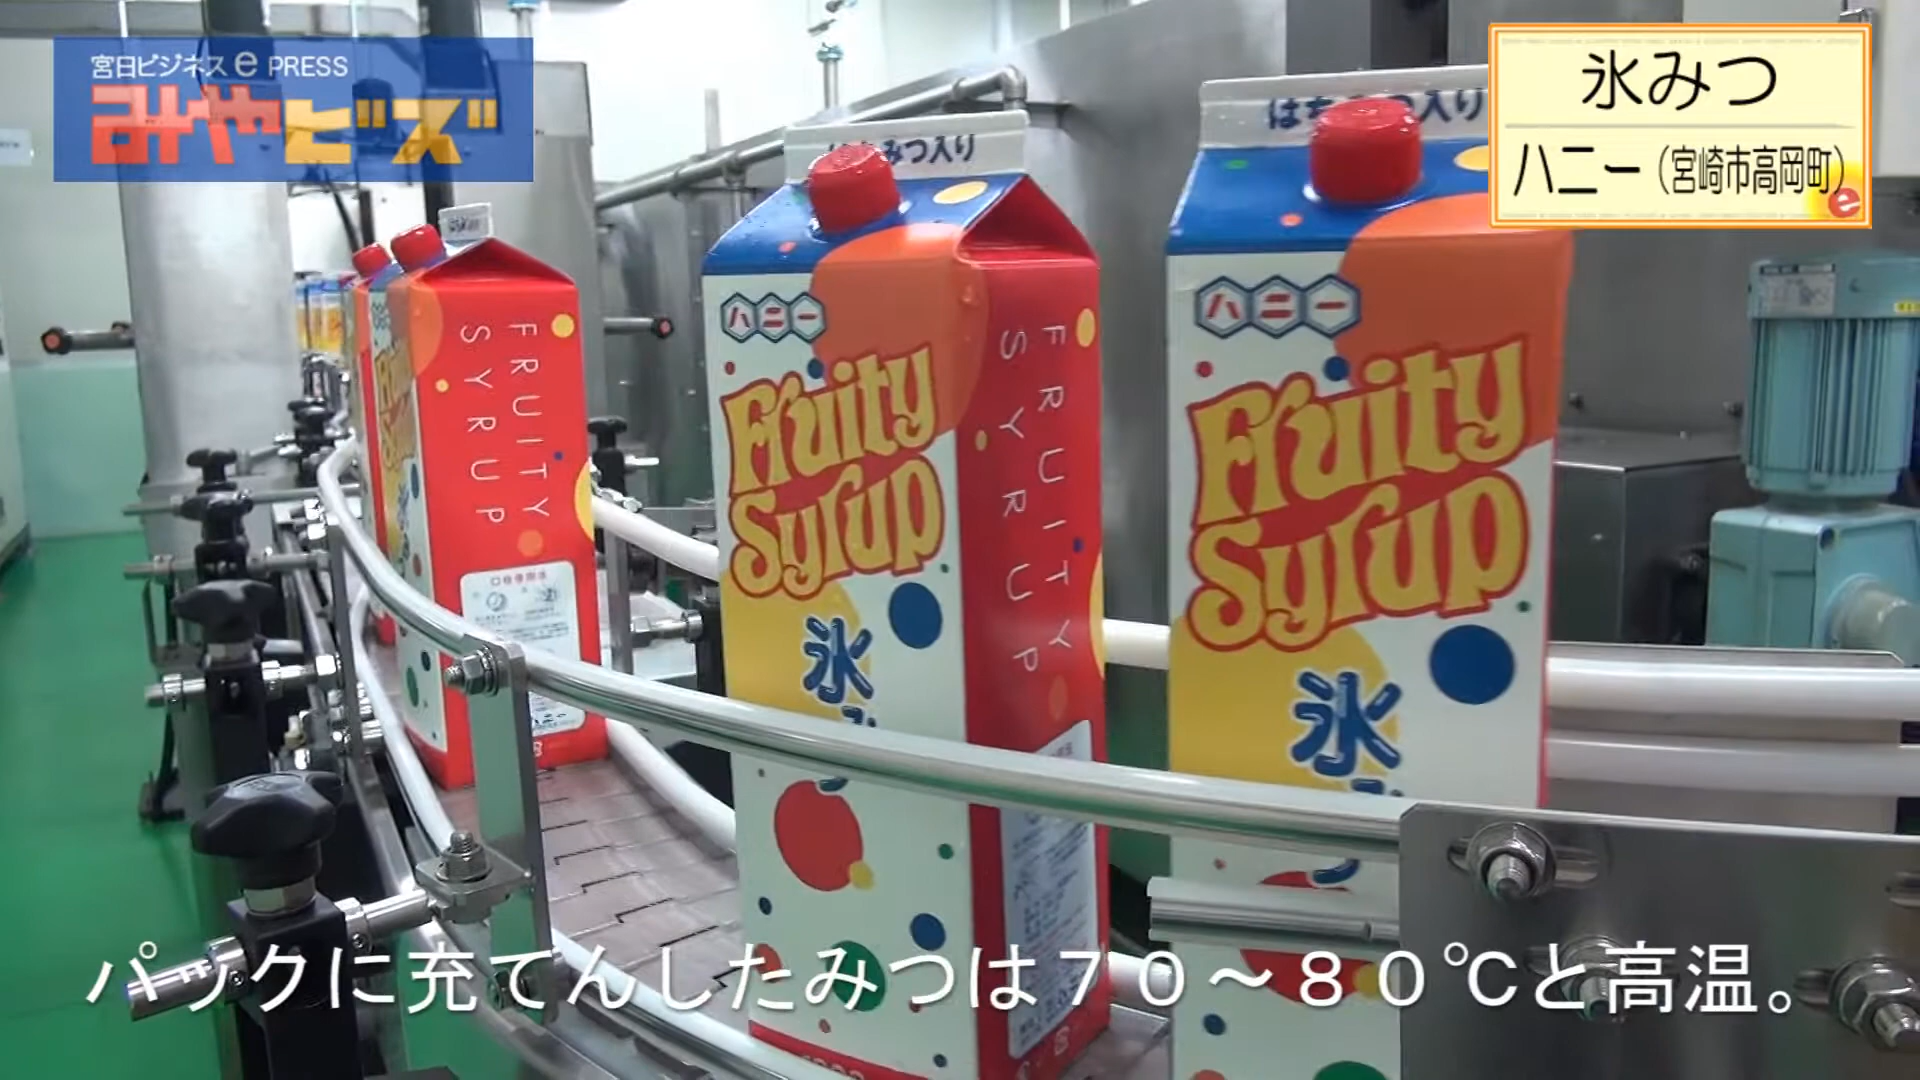 宮日ビジネス e PRESS
みやビズ
氷みつ
ハニー（宮崎市高岡町）
e
みつ入り
入り
ハニー
Fruity
Syrup
氷
FRUITY
SYRUP
ハニー
Fruity
Syrup
氷
FRUITY
SYRUP
パックに充てんしたみつは７０～８０℃と高温。